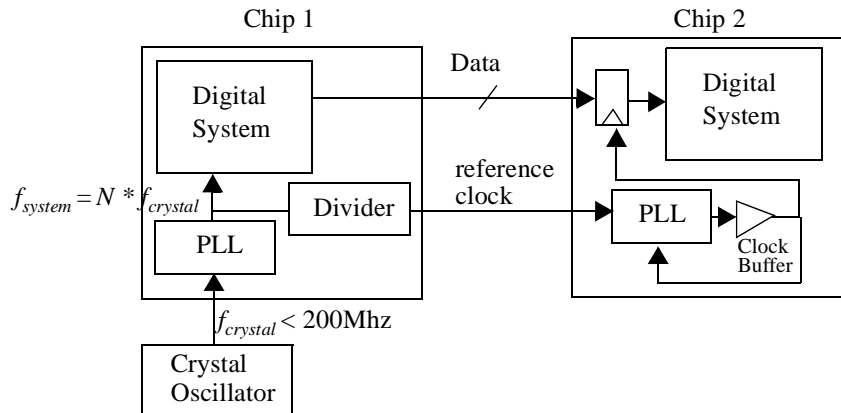 Chip 1
Chip 2
Data
Digital
System
Digital
System
reference
clock
f_system = N * f_crystal
Divider
PLL
PLL
Clock
Buffer
f_crystal < 200Mhz
Crystal
Oscillator